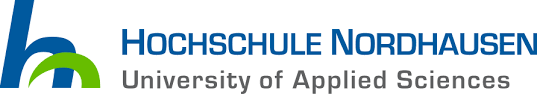 HOCHSCHULE NORDHAUSEN
University of Applied Sciences